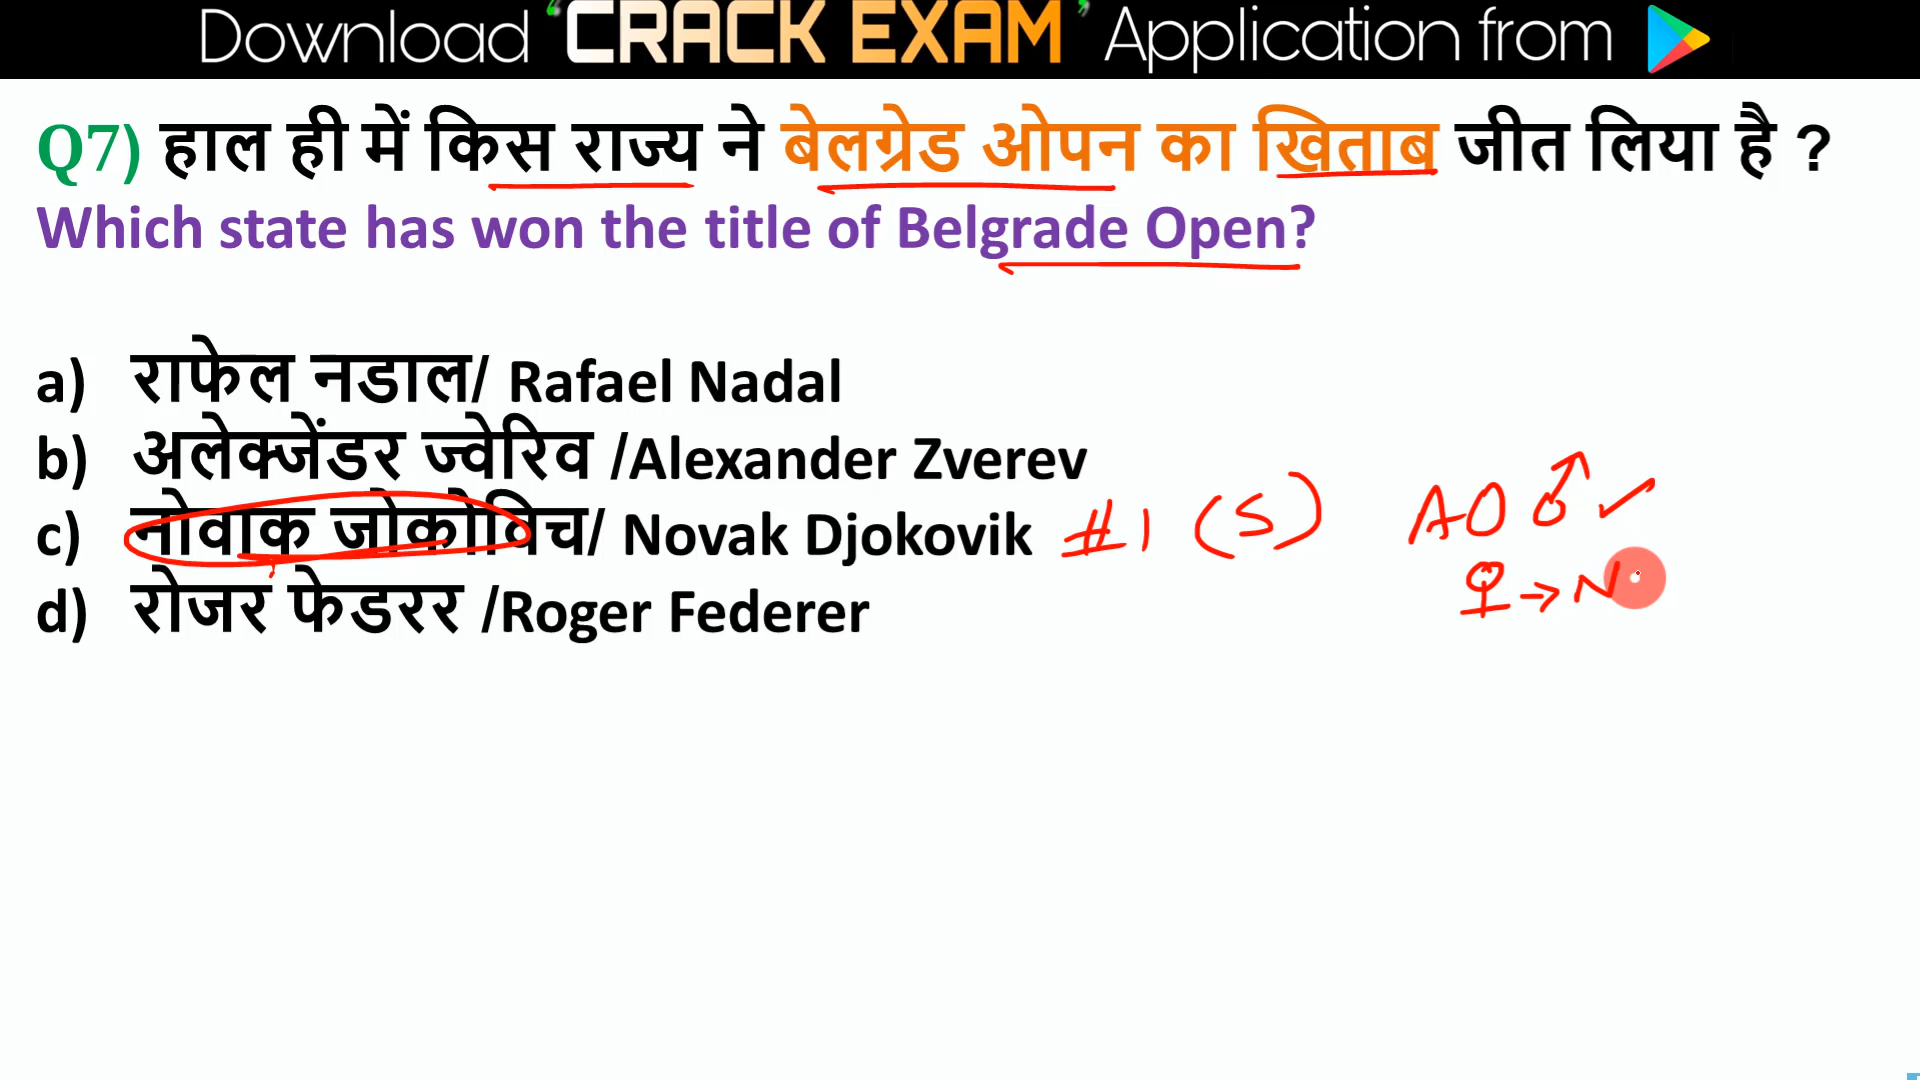 Download ‘CRACK EXAM’ Application from
Q7) हाल ही में किस राज्य ने बेलग्रेड ओपन का खिताब जीत लिया है ?
Which state has won the title of Belgrade Open?
a) राफेल नडाल/ Rafael Nadal
b) अलेक्जेंडर ज्वेरिव /Alexander Zverev
c) नोवाक जोकोविच/ Novak Djokovik #1 (S) AO ♂ ✓
♀ → N
d) रोजर फेडरर /Roger Federer